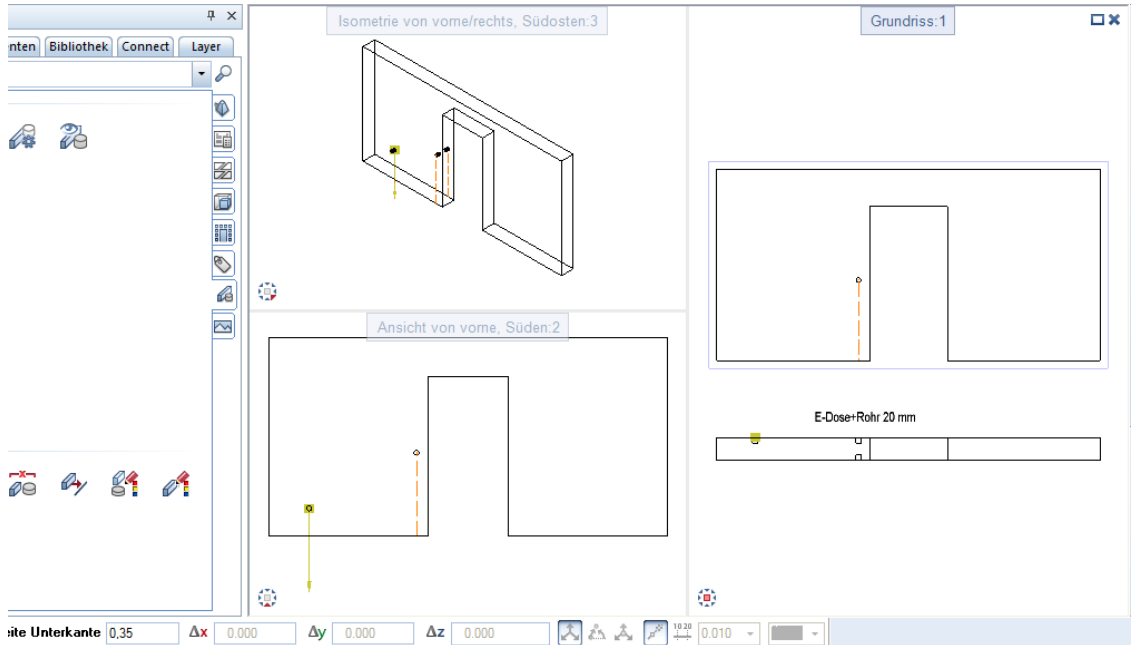 Isometrie von vorne/rechts, Südosten:3
Grundriss:1
enten Bibliothek Connect Layer
Ansicht von vorne, Süden:2
E-Dose+Rohr 20 mm
eite Unterkante 0,35 Δx 0.000 Δy 0.000 Δz 0.000 10 20 0.010